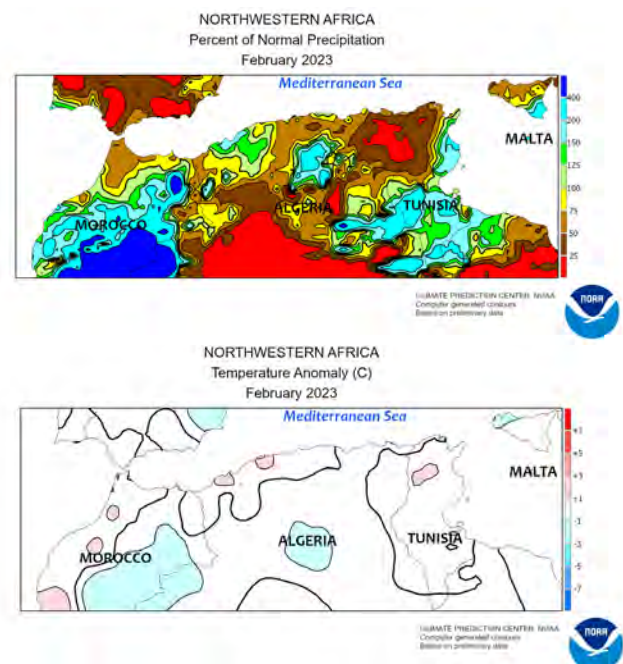 NORTHWESTERN AFRICA
Percent of Normal Precipitation
February 2023
Mediterranean Sea
MALTA
ALGERIA
TUNISIA
MOROCCO
400
200
150
125
100
75
50
25
CLIMATE PREDICTION CENTER, NOAA
Computer generated contours
Based on preliminary data
NOAA
NORTHWESTERN AFRICA
Temperature Anomaly (C)
February 2023
Mediterranean Sea
MALTA
MOROCCO
ALGERIA
TUNISIA
+5
+3
+1
-1
-3
-5
-7
CLIMATE PREDICTION CENTER, NOAA
Computer generated contours
Based on preliminary data
NOAA